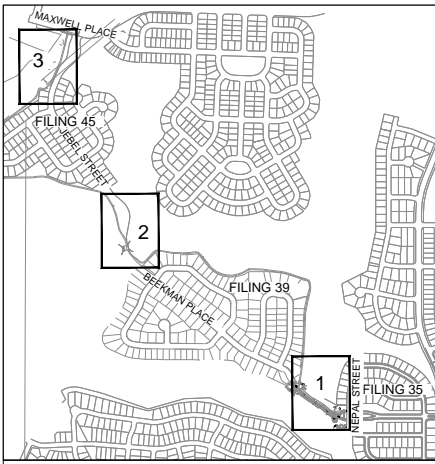 MAXWELL PLACE
3
FILING 45
JEBEL STREET
2
BEEKMAN PLACE
FILING 39
1
NEPAL STREET
FILING 35